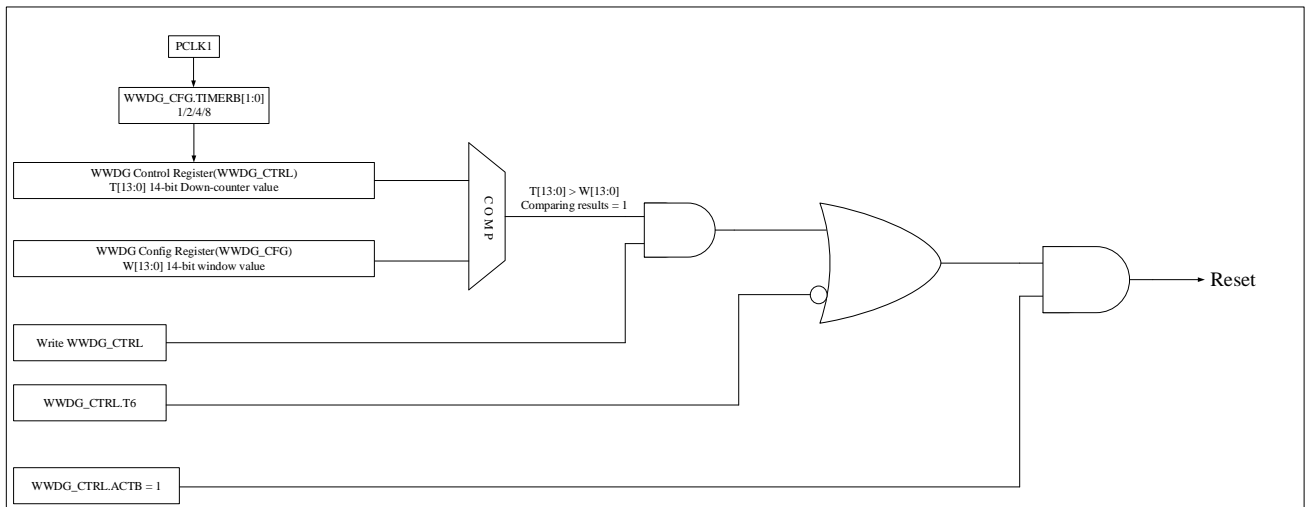 PCLK1
WWDG_CFG.TIMERB[1:0]
1/2/4/8
WWDG Control Register(WWDG_CTRL)
T[13:0] 14-bit Down-counter value
COMP
T[13:0] > W[13:0]
Comparing results = 1
WWDG Config Register(WWDG_CFG)
W[13:0] 14-bit window value
Reset
Write WWDG_CTRL
WWDG_CTRL.T6
WWDG_CTRL.ACTB = 1